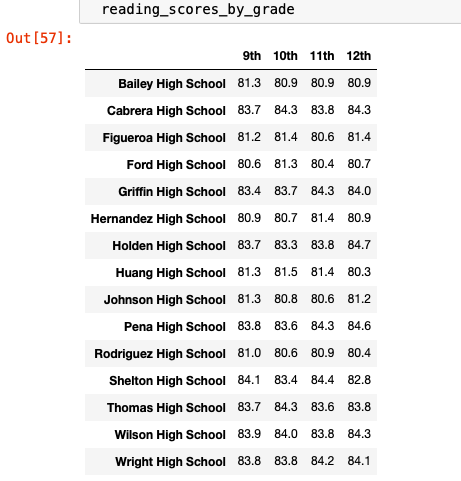 reading_scores_by_grade
Out[57]:
9th 10th 11th 12th
Bailey High School 81.3 80.9 80.9 80.9
Cabrera High School 83.7 84.3 83.8 84.3
Figueroa High School 81.2 81.4 80.6 81.4
Ford High School 80.6 81.3 80.4 80.7
Griffin High School 83.4 83.7 84.3 84.0
Hernandez High School 80.9 80.7 81.4 80.9
Holden High School 83.7 83.3 83.8 84.7
Huang High School 81.3 81.5 81.4 80.3
Johnson High School 81.3 80.8 80.6 81.2
Pena High School 83.8 83.6 84.3 84.6
Rodriguez High School 81.0 80.6 80.9 80.4
Shelton High School 84.1 83.4 84.4 82.8
Thomas High School 83.7 84.3 83.6 83.8
Wilson High School 83.9 84.0 83.8 84.3
Wright High School 83.8 83.8 84.2 84.1